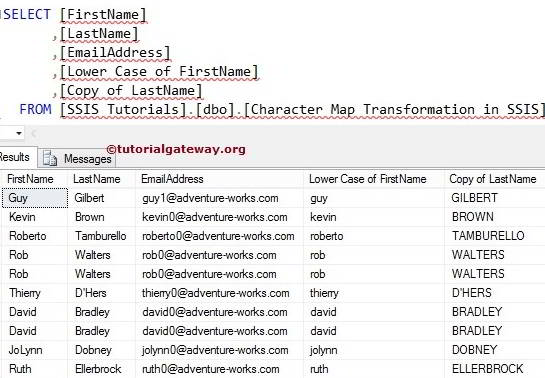 SELECT [FirstName]
,[LastName]
,[EmailAddress]
,[Lower Case of FirstName]
,[Copy of LastName]
FROM [SSIS Tutorials].[dbo].[Character Map Transformation in SSIS]
Results Messages ©tutorialgateway.org
FirstName LastName EmailAddress Lower Case of FirstName Copy of LastName
Guy Gilbert guy1@adventure-works.com guy GILBERT
Kevin Brown kevin0@adventure-works.com kevin BROWN
Roberto Tamburello roberto0@adventure-works.com roberto TAMBURELLO
Rob Walters rob0@adventure-works.com rob WALTERS
Rob Walters rob0@adventure-works.com rob WALTERS
Thierry D'Hers thierry0@adventure-works.com thierry D'HERS
David Bradley david0@adventure-works.com david BRADLEY
David Bradley david0@adventure-works.com david BRADLEY
JoLynn Dobney jolynn0@adventure-works.com jolynn DOBNEY
Ruth Ellerbrock ruth0@adventure-works.com ruth ELLERBROCK